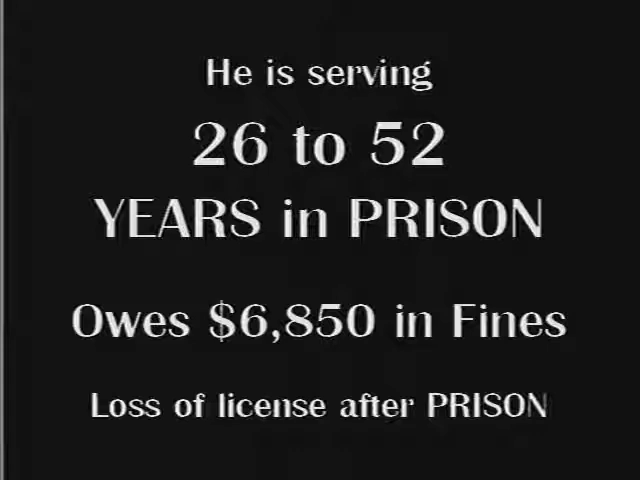 He is serving
26 to 52
YEARS in PRISON
Owes $6,850 in Fines
Loss of license after PRISON